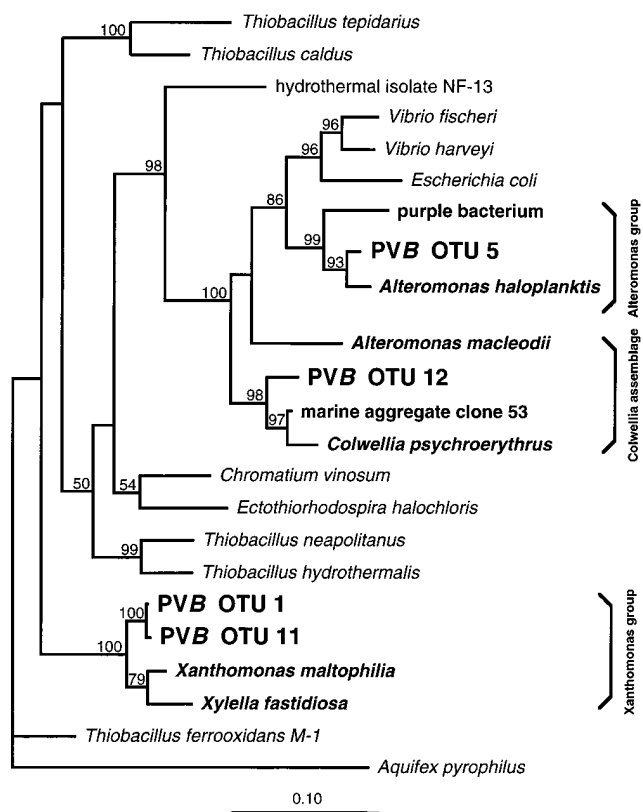 Thiobacillus tepidarius
100
Thiobacillus caldus
hydrothermal isolate NF-13
Vibrio fischeri
96
Vibrio harveyi
96
Escherichia coli
98
86
purple bacterium
99
PVB OTU 5
93
Alteromonas haloplanktis
Alteromonas group
100
Alteromonas macleodii
PVB OTU 12
98
marine aggregate clone 53
97
Colwellia psychroerythrus
Colwellia assemblage
Chromatium vinosum
50
54
Ectothiorhodospira halochloris
Thiobacillus neapolitanus
99
Thiobacillus hydrothermalis
PVB OTU 1
100
PVB OTU 11
100
Xanthomonas maltophilia
79
Xylella fastidiosa
Xanthomonas group
Thiobacillus ferrooxidans M-1
Aquifex pyrophilus
0.10